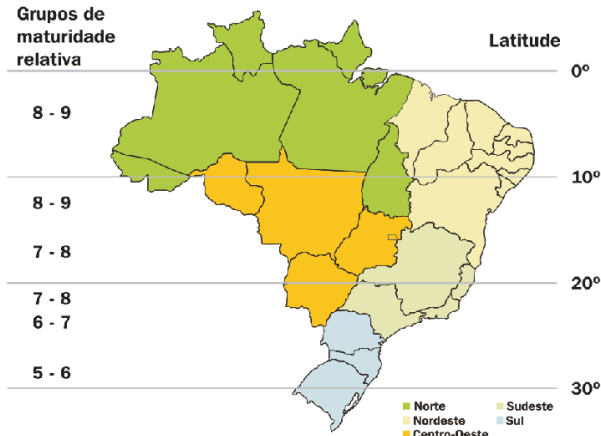 Grupos de
maturidade
relativa
Latitude
0º
8 - 9
10º
8 - 9
7 - 8
20º
7 - 8
6 - 7
5 - 6
30º
Norte
Nordeste
Centro-Oeste
Sudeste
Sul